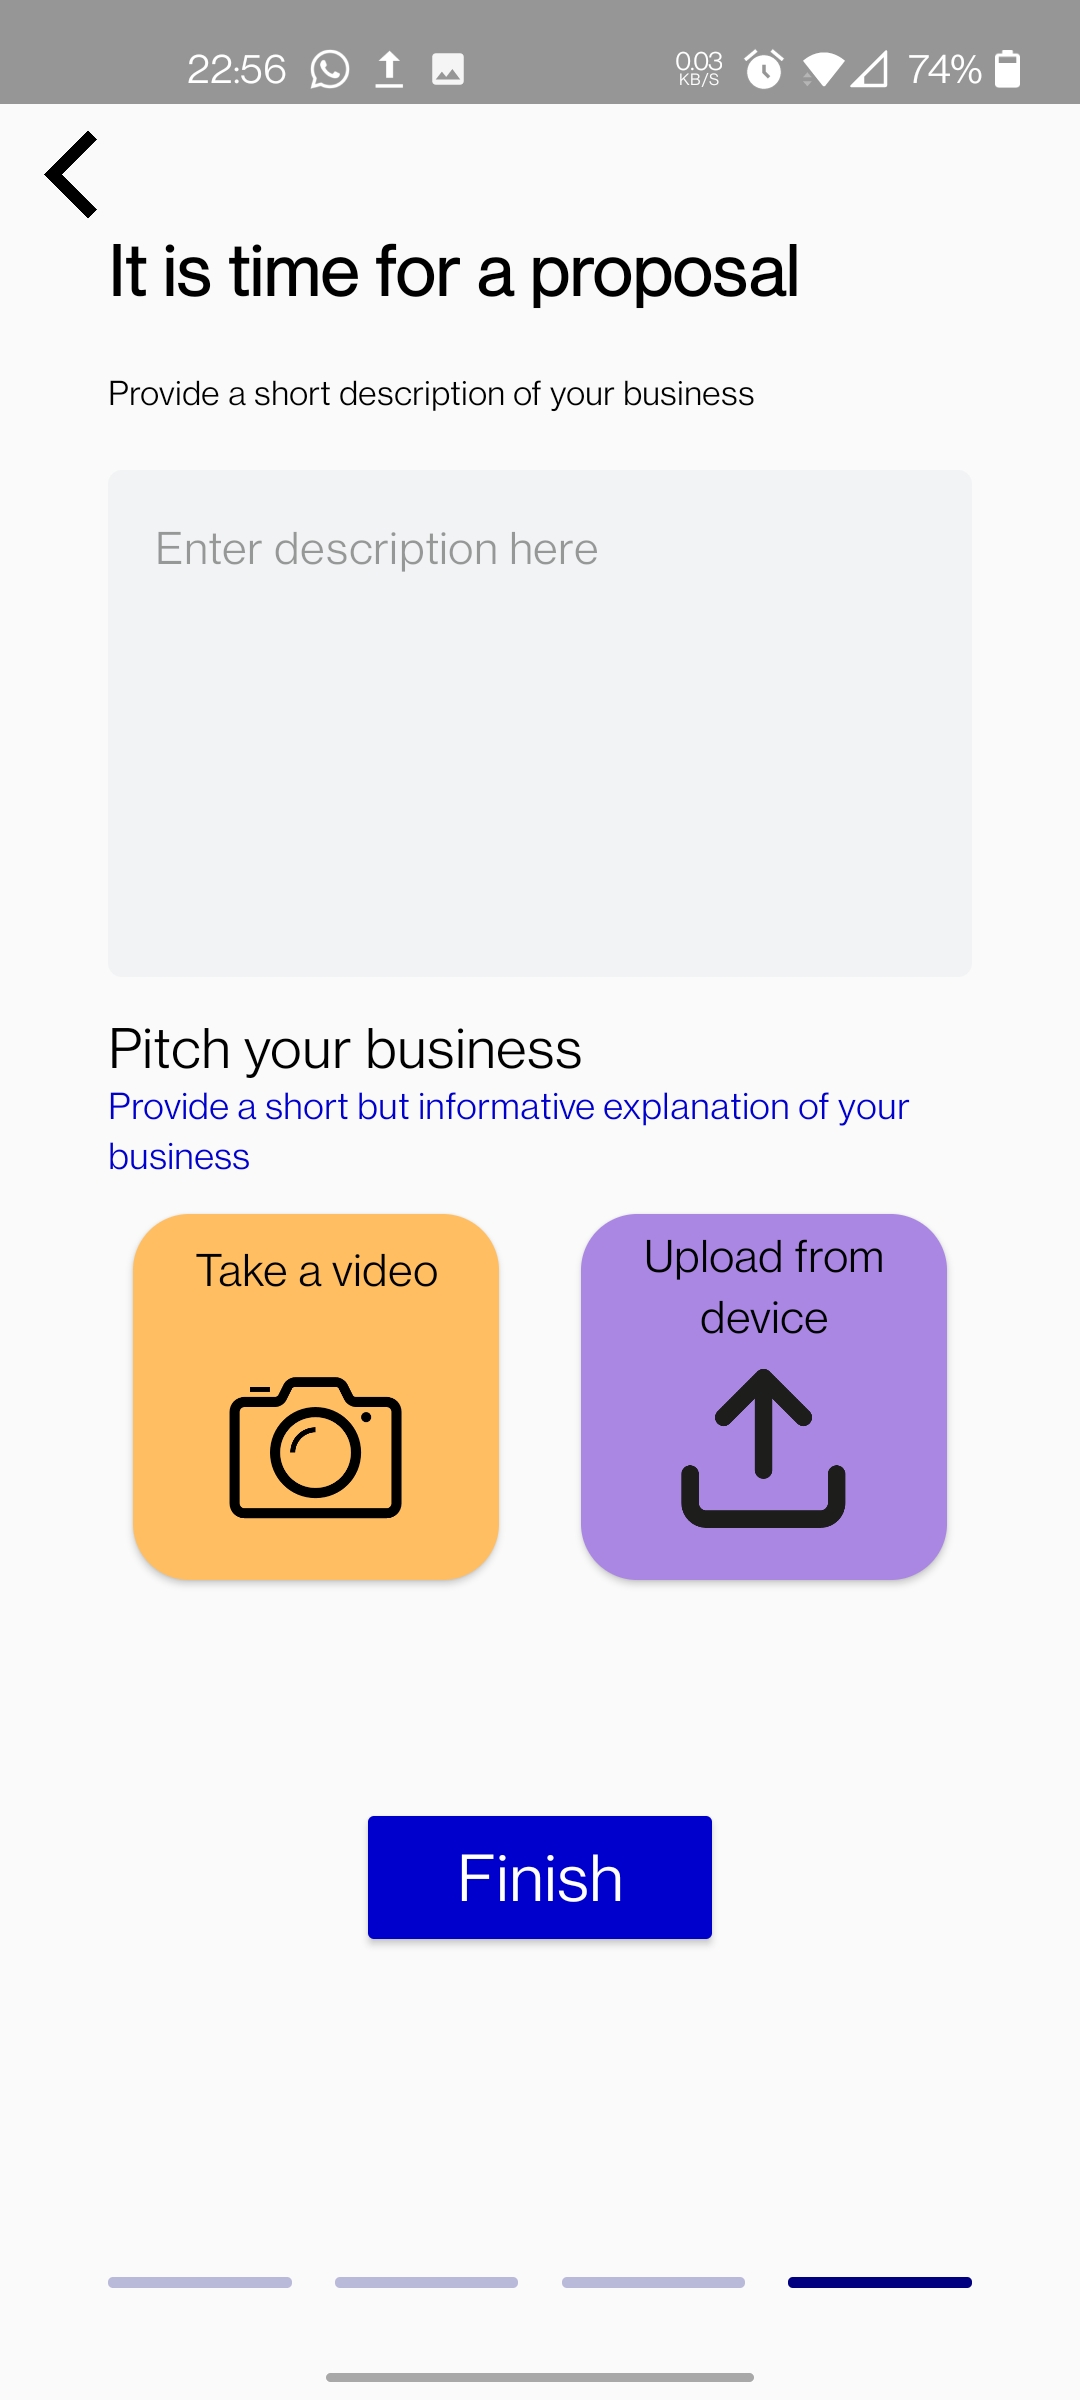 22:56
0.03
KB/S
74%
It is time for a proposal
Provide a short description of your business
Enter description here
Pitch your business
Provide a short but informative explanation of your
business
Take a video
Upload from
device
Finish